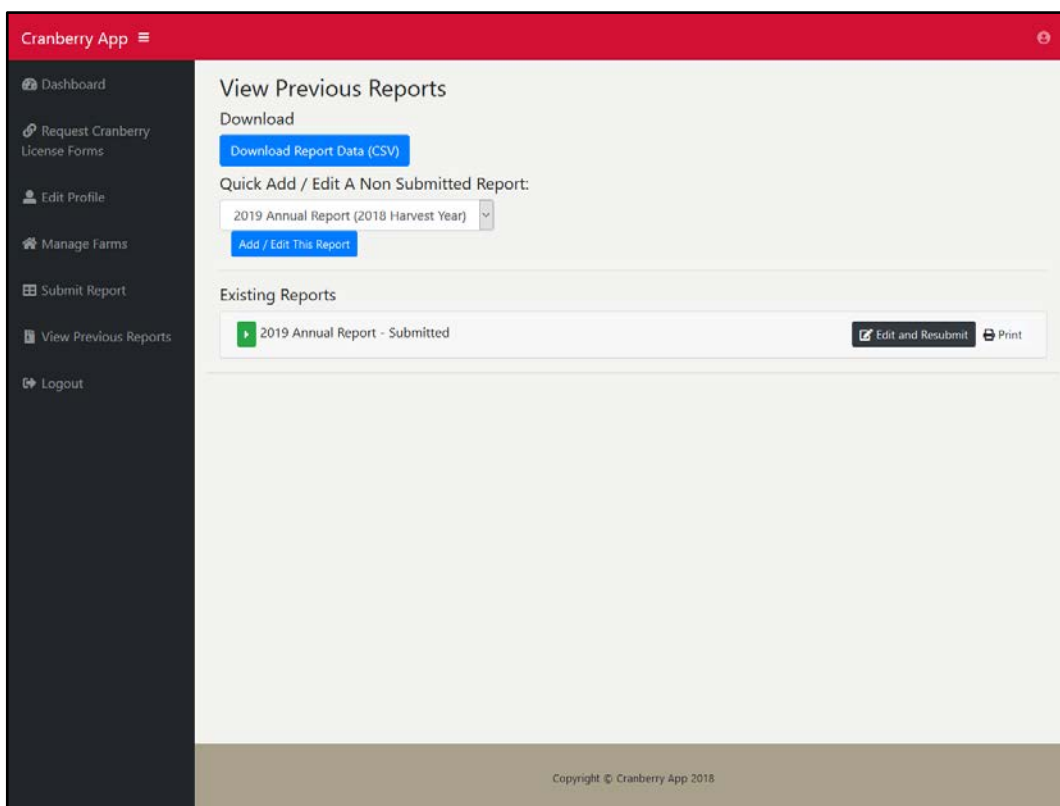 Cranberry App
Dashboard
Request Cranberry
License Forms
Edit Profile
Manage Farms
Submit Report
View Previous Reports
Logout
View Previous Reports
Download
Download Report Data (CSV)
Quick Add / Edit A Non Submitted Report:
2019 Annual Report (2018 Harvest Year)
Add / Edit This Report
Existing Reports
2019 Annual Report - Submitted
Edit and Resubmit
Print
Copyright © Cranberry App 2018